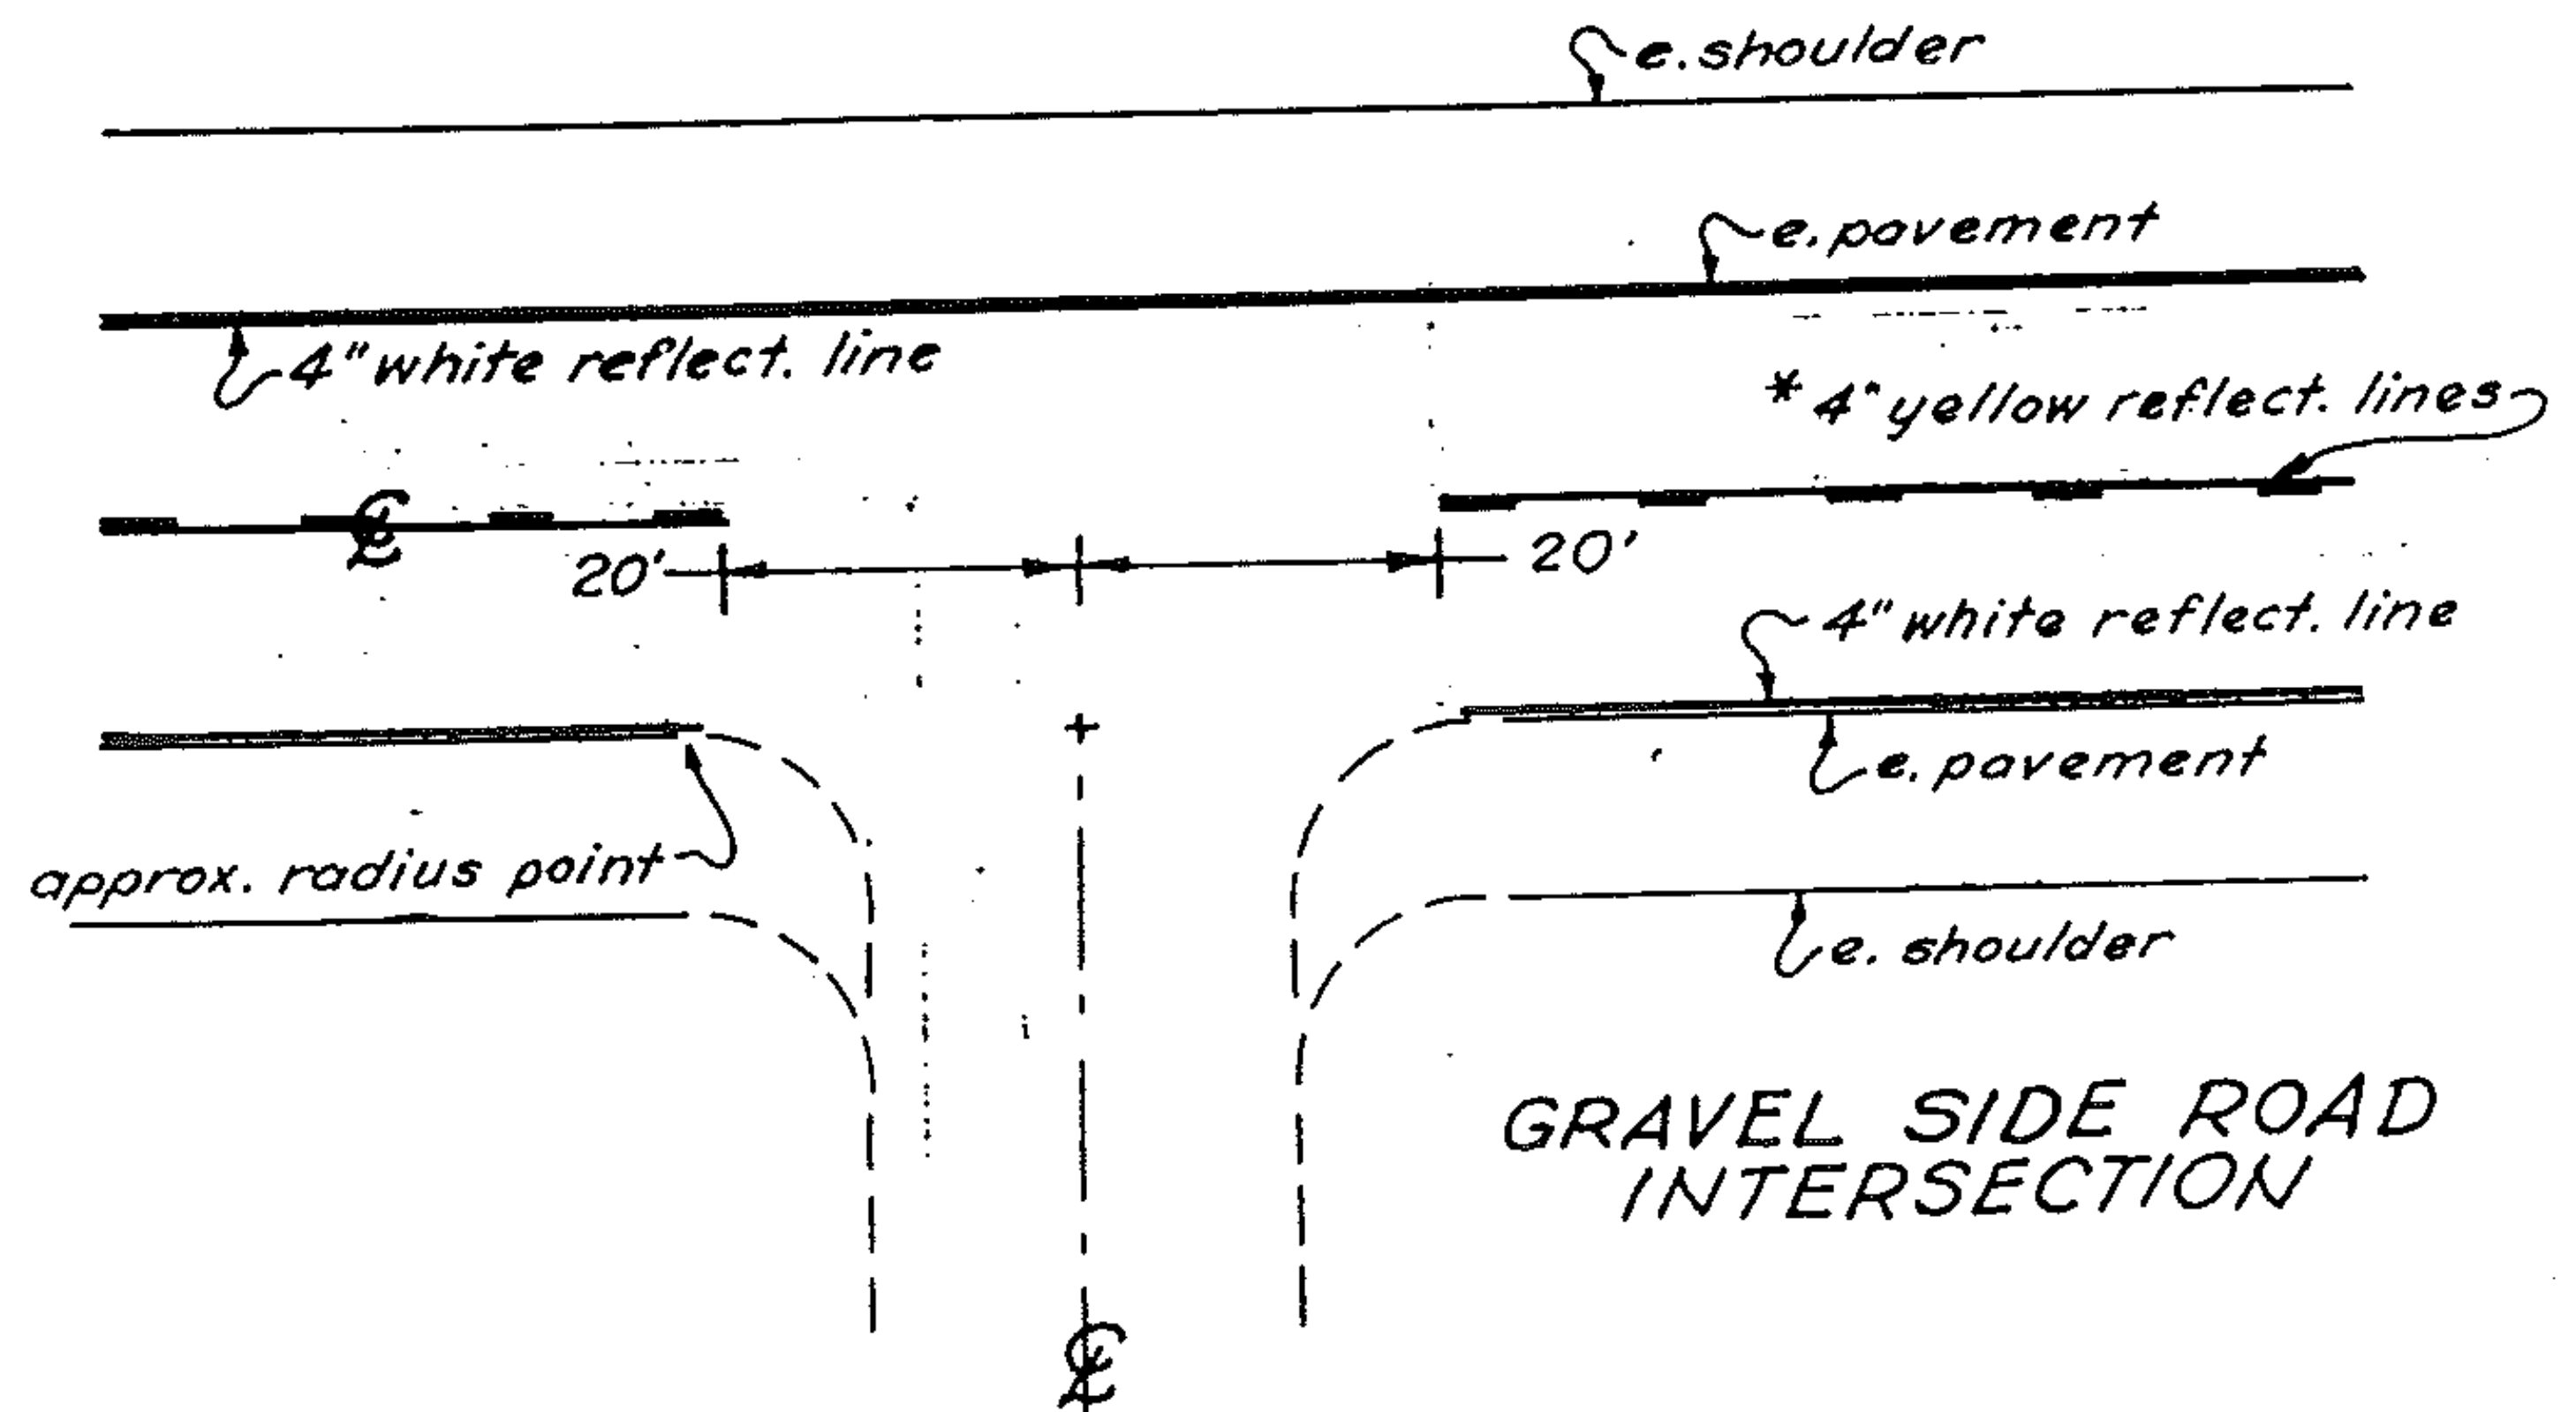 e. shoulder
e. pavement
4" white reflect. line
* 4" yellow reflect. lines
℄
20'
20'
4" white reflect. line
e. pavement
approx. radius point
e. shoulder
GRAVEL SIDE ROAD
INTERSECTION
℄